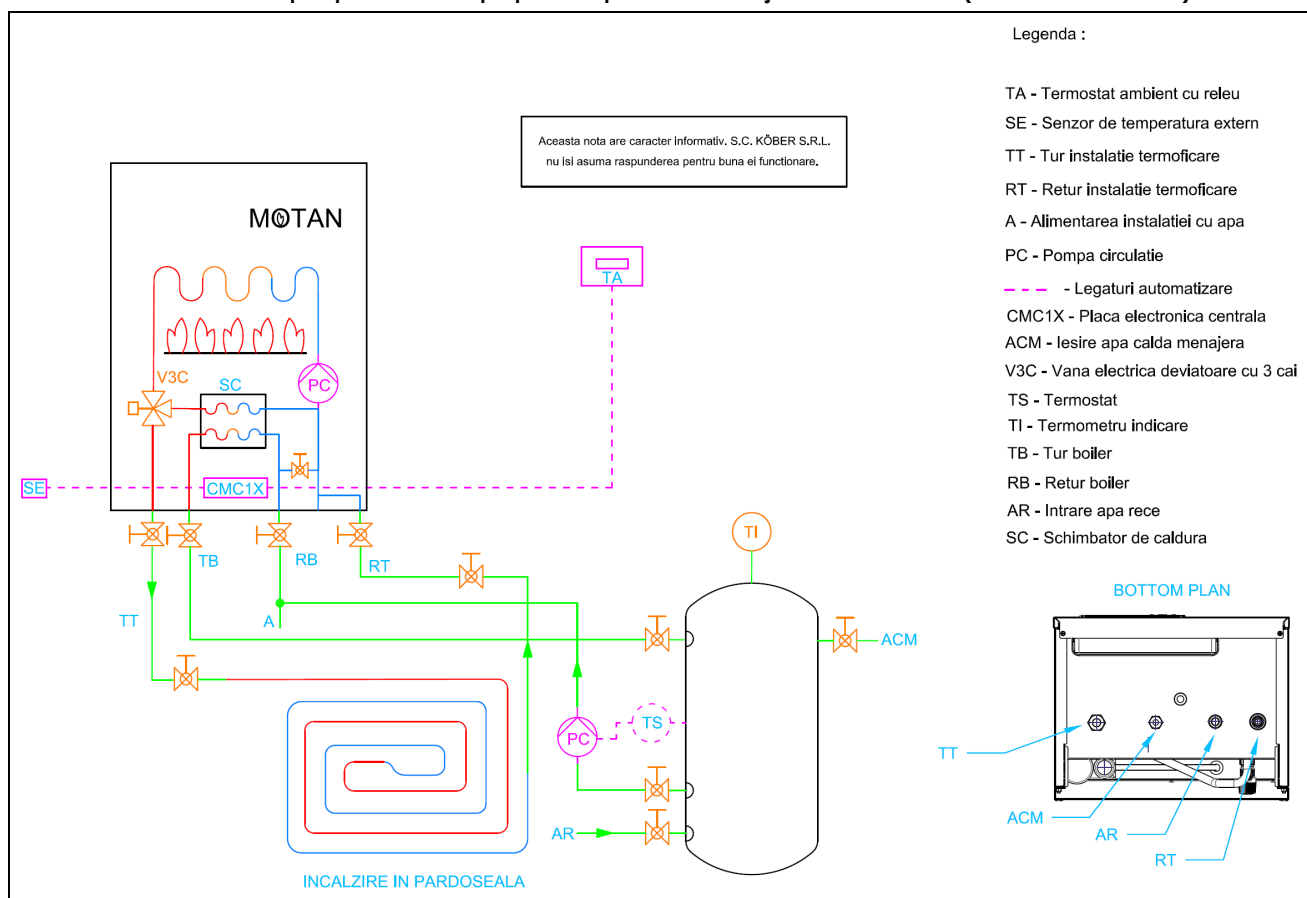 Legenda :
TA - Termostat ambient cu releu
SE - Senzor de temperatura extern
TT - Tur instalatie termoficare
RT - Retur instalatie termoficare
A - Alimentarea instalatiei cu apa
PC - Pompa circulatie
- Legaturi automatizare
CMC1X - Placa electronica centrala
ACM - Iesire apa calda menajera
V3C - Vana electrica deviatoare cu 3 cai
TS - Termostat
TI - Termometru indicare
TB - Tur boiler
RB - Retur boiler
AR - Intrare apa rece
SC - Schimbator de caldura
Aceasta nota are caracter informativ. S.C. KÖBER S.R.L.
nu isi asuma raspunderea pentru buna ei functionare.
MOTAN
TA
V3C
SC
PC
SE
CMC1X
TB
RB
RT
TI
TT
A
ACM
PC
TS
AR
INCALZIRE IN PARDOSEALA
BOTTOM PLAN
TT
ACM
AR
RT